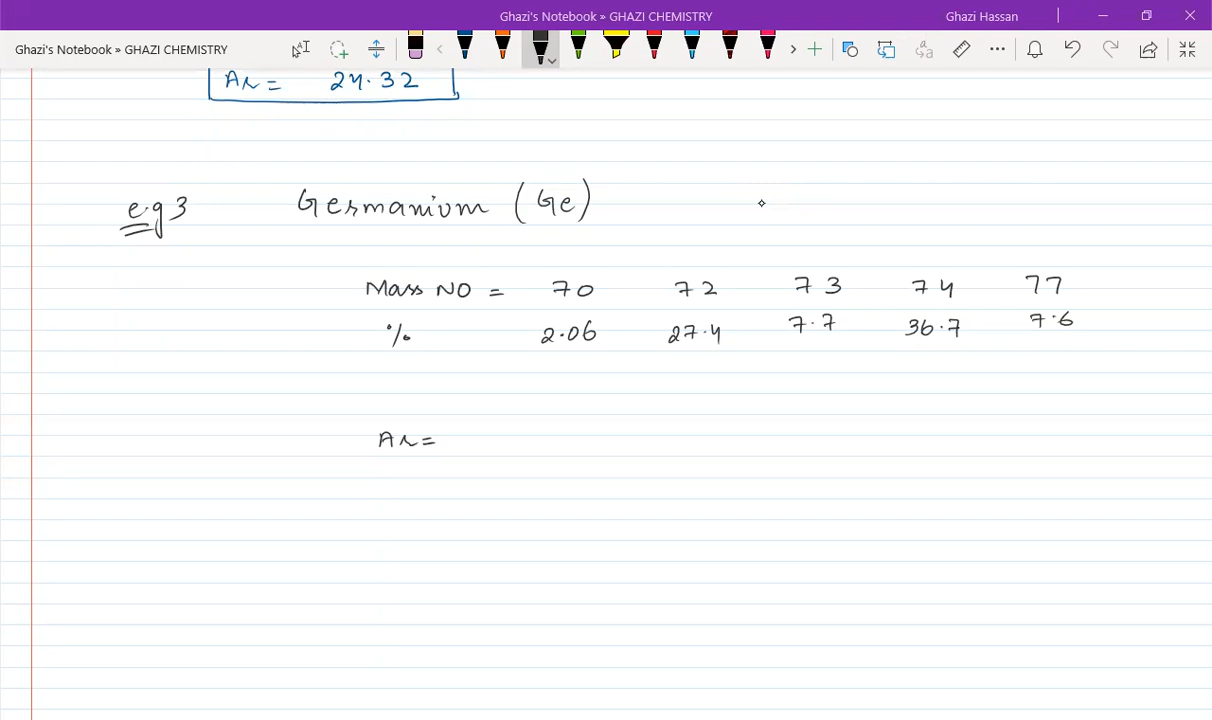 Ghazi's Notebook » GHAZI CHEMISTRY
Ghazi Hassan
Ghazi's Notebook » GHAZI CHEMISTRY
Ar = 24.32
e.g 3 Germanium (Ge)
Mass NO = 70 72 73 74 77
% 2.06 27.4 7.7 36.7 7.6
Ar =